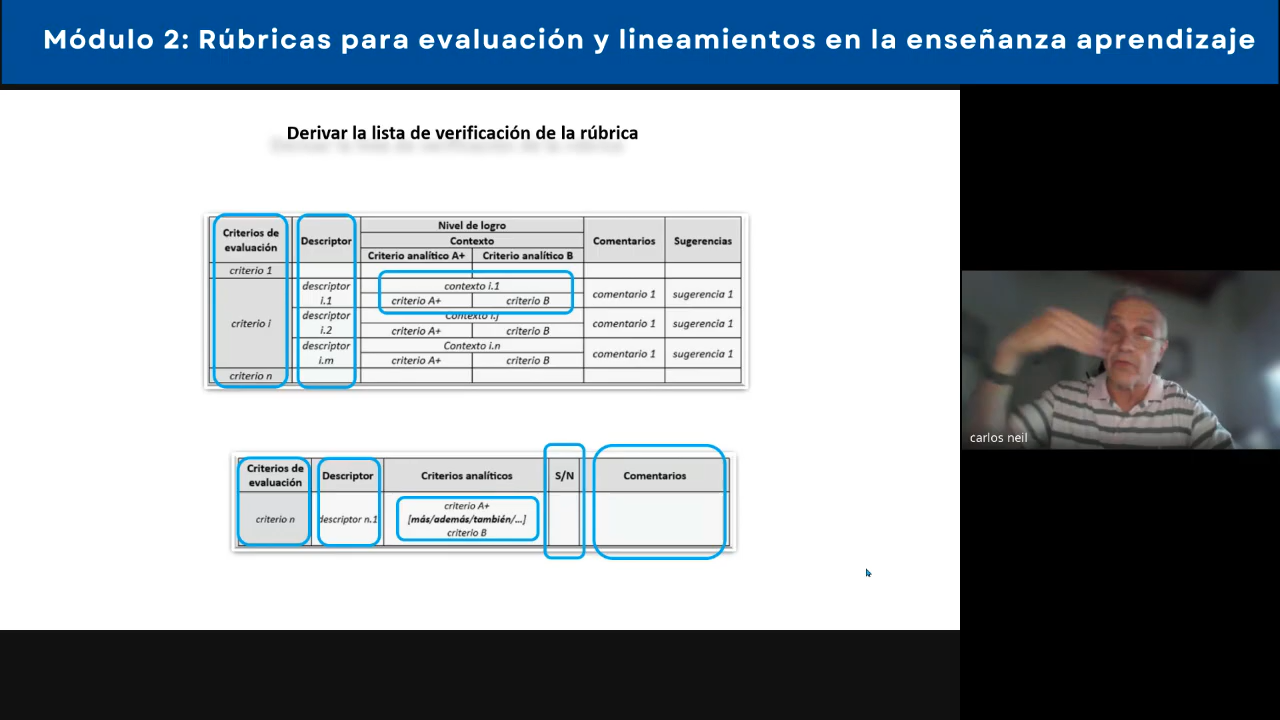 Módulo 2: Rúbricas para evaluación y lineamientos en la enseñanza aprendizaje
Derivar la lista de verificación de la rúbrica
Criterios de evaluación Descriptor Nivel de logro Comentarios Sugerencias
Contexto
Criterio analítico A+ Criterio analítico B
criterio 1
criterio i descriptor i.1 contexto i.1 comentario 1 sugerencia 1
criterio A+ criterio B
descriptor i.2 Contexto i.j comentario 1 sugerencia 1
criterio A+ criterio B
descriptor i.m Contexto i.n comentario 1 sugerencia 1
criterio A+ criterio B
criterio n
Criterios de evaluación Descriptor Criterios analíticos S/N Comentarios
criterio n descriptor n.1 criterio A+
[más/además/también/...]
criterio B
carlos neil